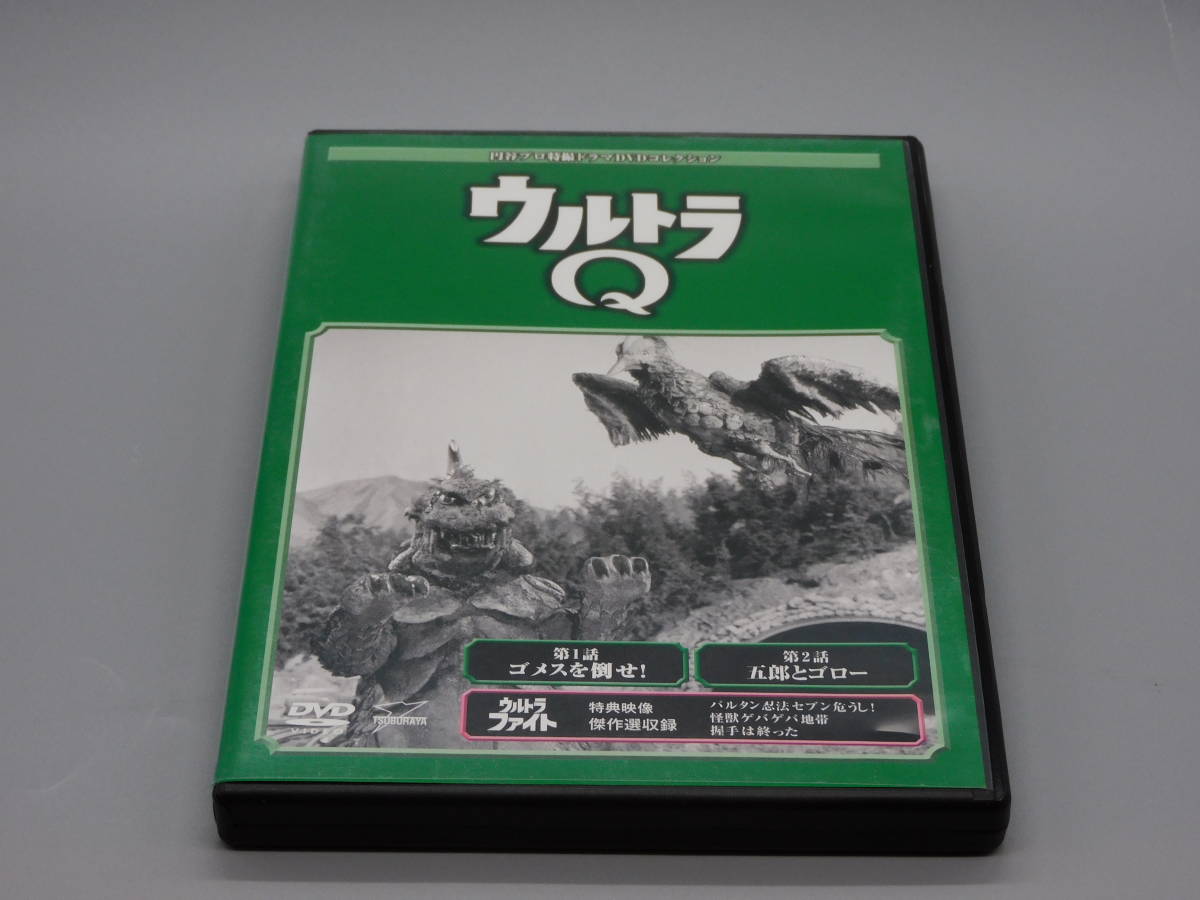 円谷プロ特撮ドラマDVDコレクション
ウルトラ
Q
第1話
ゴメスを倒せ!
第2話
五郎とゴロー
DVD
VIDEO
TSUBURAYA
ウルトラ
ファイト
特典映像
傑作選収録
バルタン忍法セブン危うし!
怪獣ゲバゲバ地帯
握手は終った